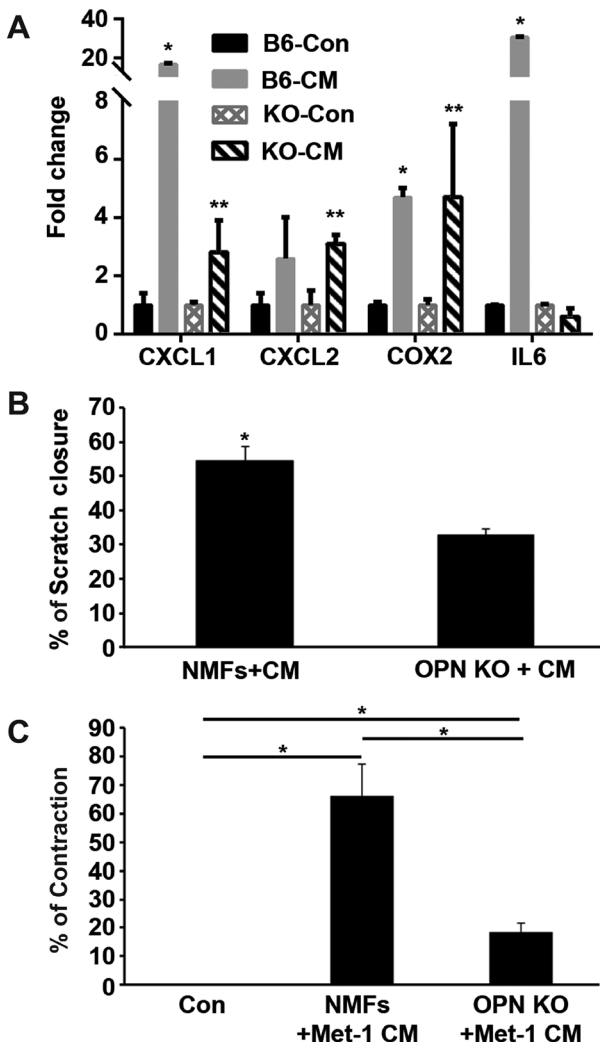 A
40
20
8
6
4
2
0
Fold change
B6-Con
B6-CM
KO-Con
KO-CM
* ** ** * ** *
CXCL1 CXCL2 COX2 IL6
B
70
60
50
40
30
20
10
0
% of Scratch closure
*
NMFs+CM OPN KO + CM
C
90
80
70
60
50
40
30
20
10
0
% of Contraction
*
* *
Con NMFs OPN KO
+Met-1 CM +Met-1 CM